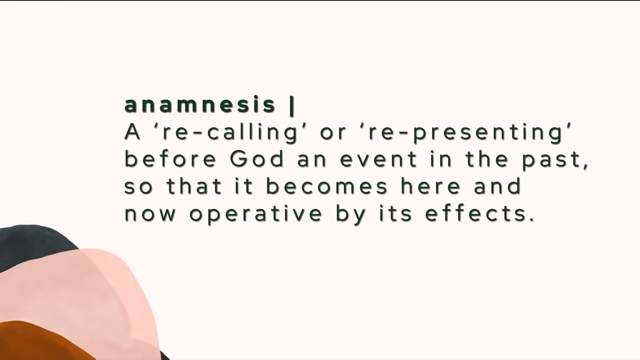 anamnesis |
A ‘re-calling’ or ‘re-presenting’
before God an event in the past,
so that it becomes here and
now operative by its effects.